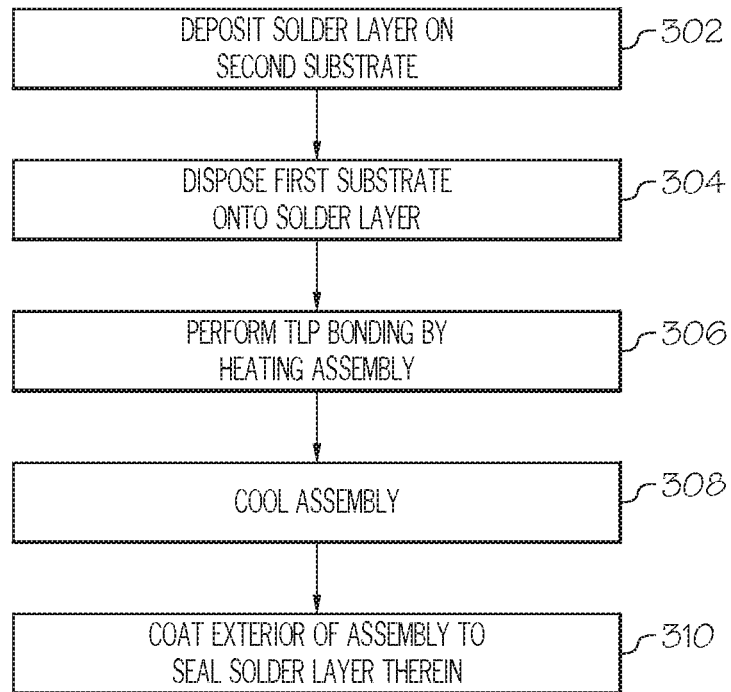 DEPOSIT SOLDER LAYER ON
SECOND SUBSTRATE
302
DISPOSE FIRST SUBSTRATE
ONTO SOLDER LAYER
304
PERFORM TLP BONDING BY
HEATING ASSEMBLY
306
COOL ASSEMBLY
308
COAT EXTERIOR OF ASSEMBLY TO
SEAL SOLDER LAYER THEREIN
310